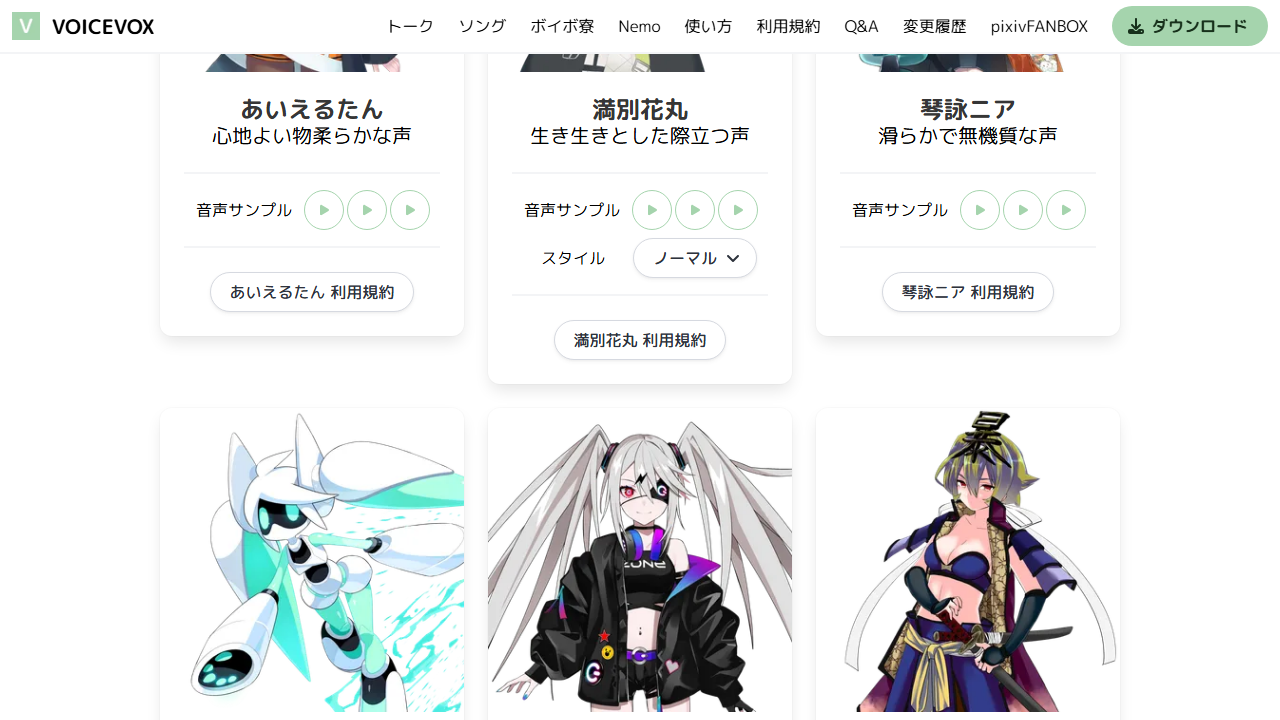 V VOICEVOX トーク ソング ボイボ寮 Nemo 使い方 利用規約 Q&A 変更履歴 pixivFANBOX ダウンロード
あいえるたん
心地よい物柔らかな声
音声サンプル
あいえるたん 利用規約
満別花丸
生き生きとした際立つ声
音声サンプル
スタイル ノーマル
満別花丸 利用規約
琴詠ニア
滑らかで無機質な声
音声サンプル
琴詠ニア 利用規約